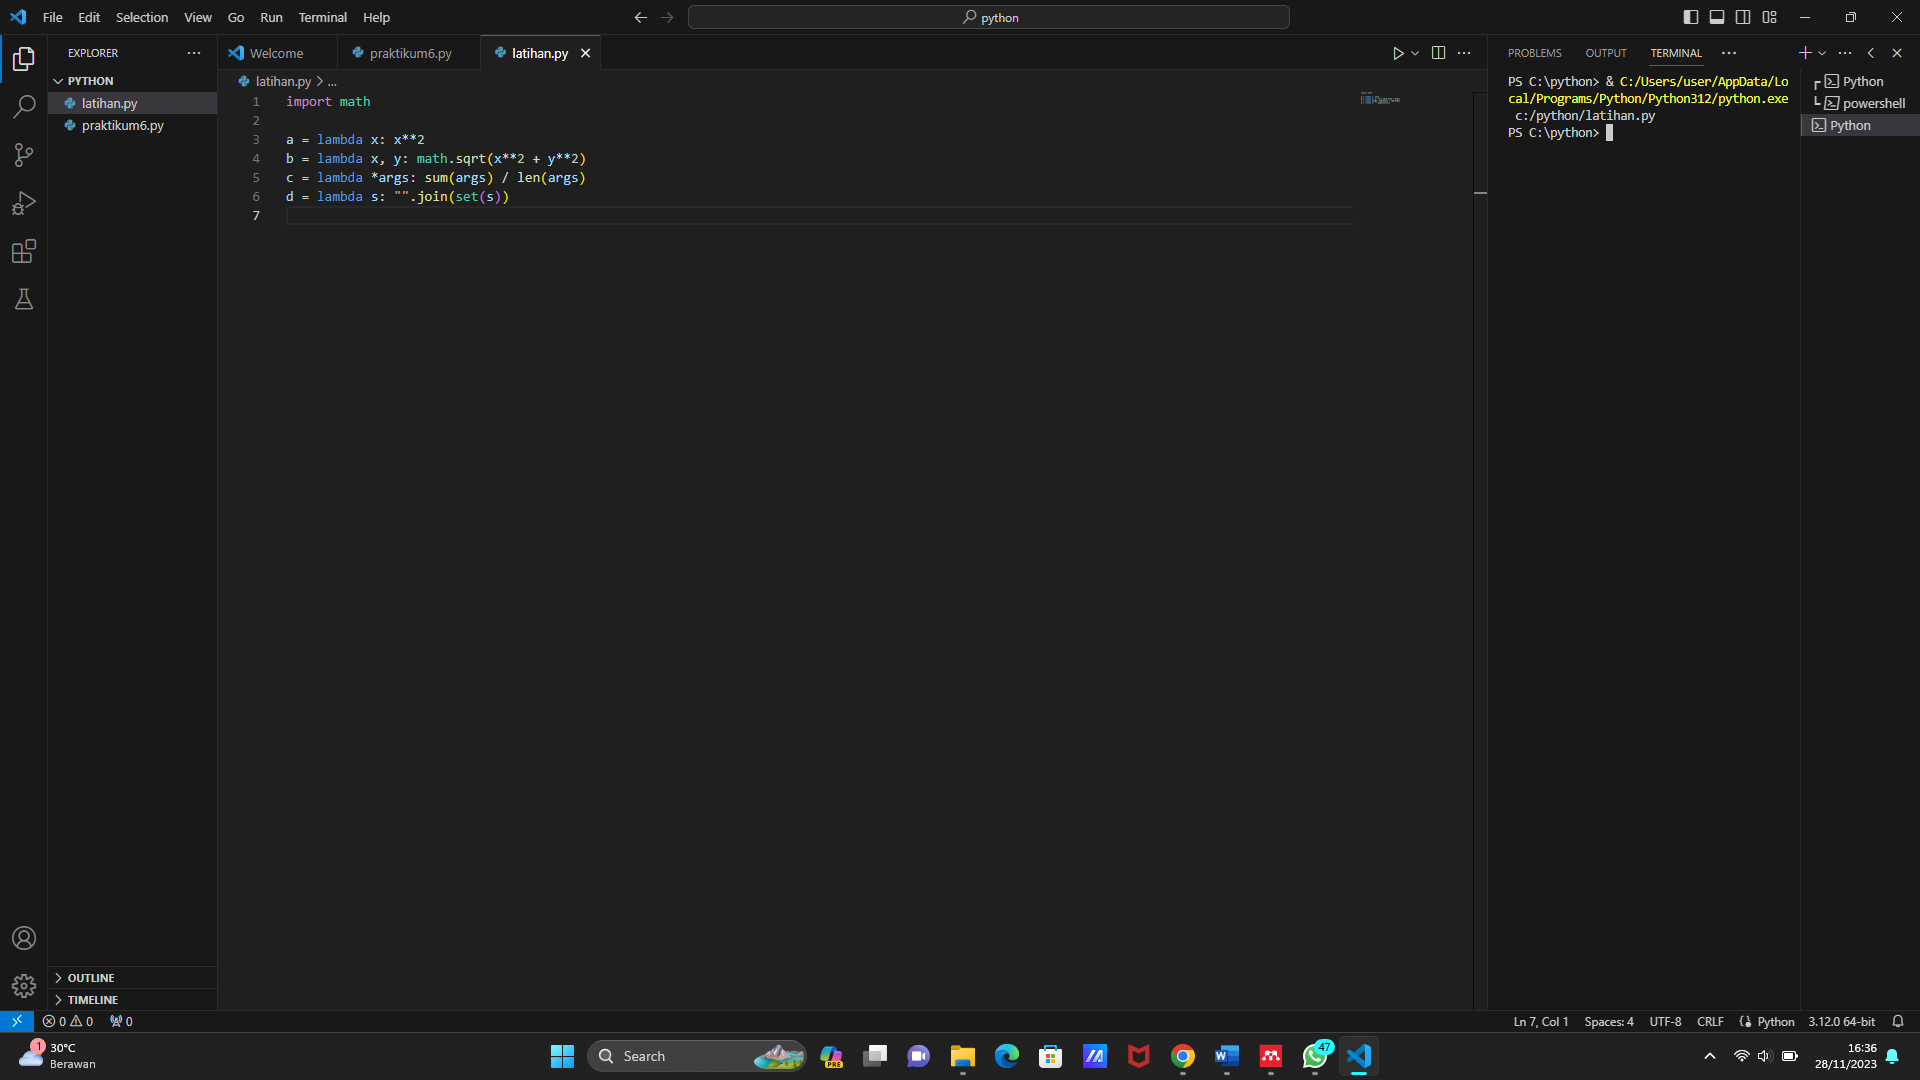 File Edit Selection View Go Run Terminal Help
python
EXPLORER
PYTHON
latihan.py
praktikum6.py
OUTLINE
TIMELINE
Welcome
praktikum6.py
latihan.py
latihan.py > ...
1 import math
2
3 a = lambda x: x**2
4 b = lambda x, y: math.sqrt(x**2 + y**2)
5 c = lambda *args: sum(args) / len(args)
6 d = lambda s: "".join(set(s))
7
PROBLEMS OUTPUT TERMINAL
PS C:\python> & C:/Users/user/AppData/Lo
cal/Programs/Python/Python312/python.exe
c:/python/latihan.py
PS C:\python>
Python
powershell
Python
0 0 0
Ln 7, Col 1 Spaces: 4 UTF-8 CRLF Python 3.12.0 64-bit
1
30°C
Berawan
Search
PRE
47
16:36
28/11/2023